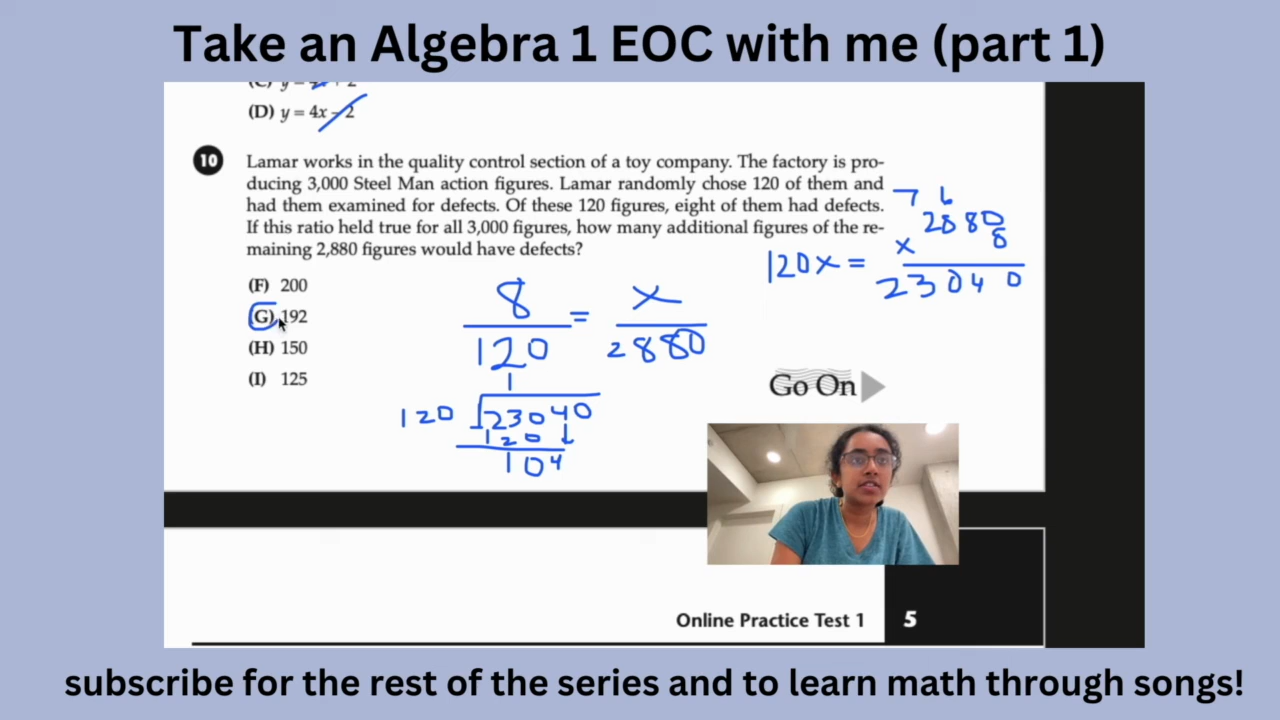 Take an Algebra 1 EOC with me (part 1)
(D) y = 4x - 2
10 Lamar works in the quality control section of a toy company. The factory is pro-
ducing 3,000 Steel Man action figures. Lamar randomly chose 120 of them and
had them examined for defects. Of these 120 figures, eight of them had defects.
If this ratio held true for all 3,000 figures, how many additional figures of the re-
maining 2,880 figures would have defects?
7 6
2880
x 8
120x = 23040
(F) 200
(G) 192
(H) 150
(I) 125
8 = x
120 2880
1
120 23040
120
104
Go On
Online Practice Test 1 5
subscribe for the rest of the series and to learn math through songs!